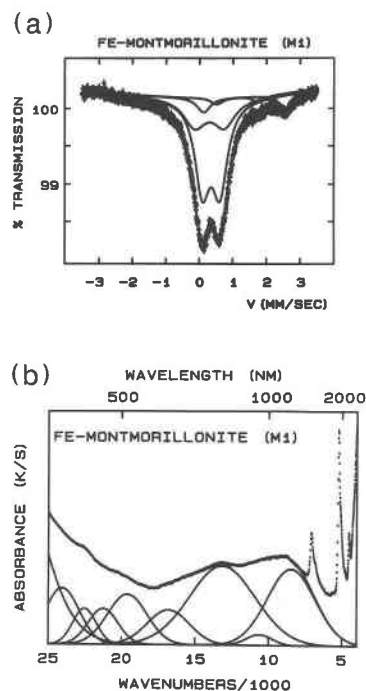 (a)
FE-MONTMORILLONITE (M1)
100
99
% TRANSMISSION
-3 -2 -1 0 1 2 3
V (MM/SEC)
(b)
WAVELENGTH (NM)
500 1000 2000
FE-MONTMORILLONITE (M1)
ABSORBANCE (K/S)
25 20 15 10 5
WAVENUMBERS/1000